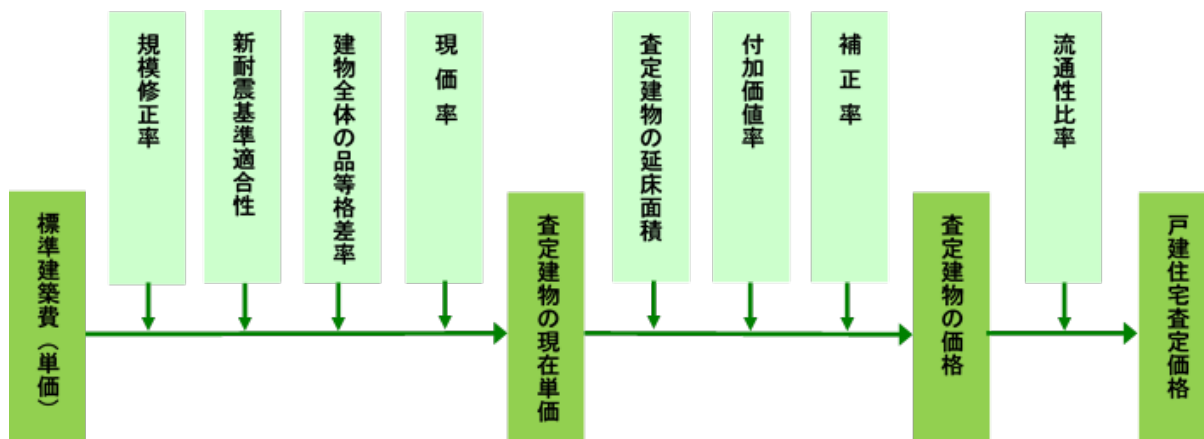 標準建築費（単価）
規模修正率
新耐震基準適合性
建物全体の品等格差率
現価率
査定建物の現在単価
査定建物の延床面積
付加価値率
補正率
査定建物の価格
流通性比率
戸建住宅査定価格